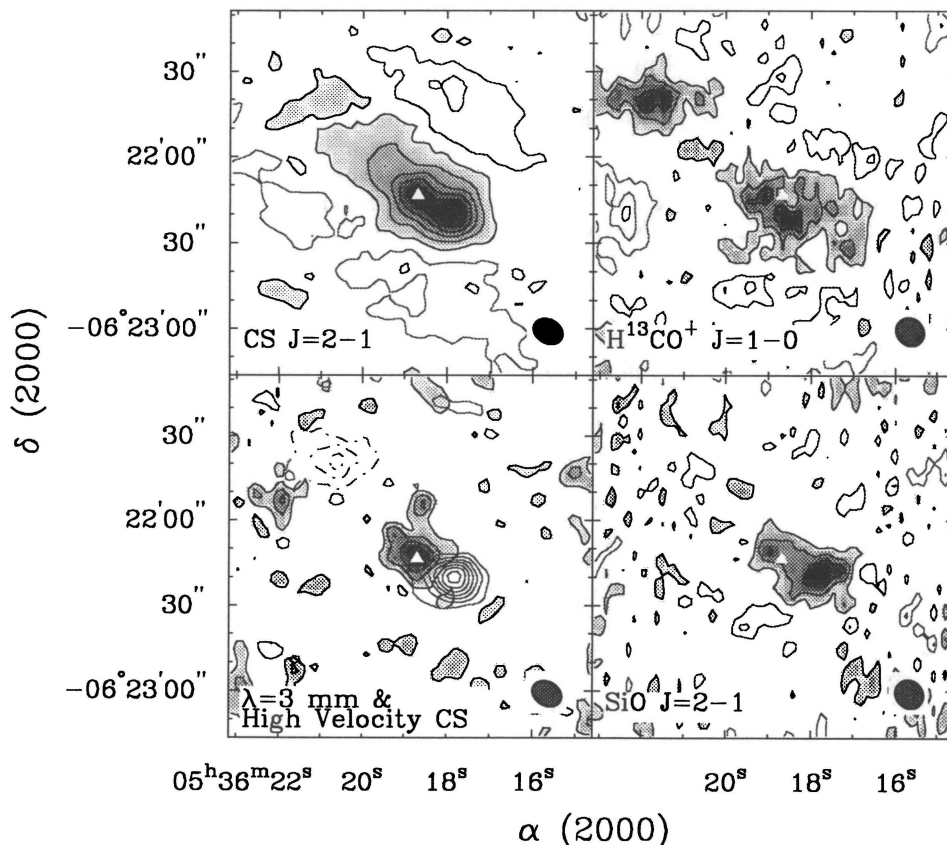 30"
22'00"
30"
-06°23'00"
CS J=2-1
H¹³CO⁺ J=1-0
δ (2000)
30"
22'00"
30"
-06°23'00"
λ=3 mm &
High Velocity CS
SiO J=2-1
05ʰ36ᵐ22ˢ 20ˢ 18ˢ 16ˢ 20ˢ 18ˢ 16ˢ
α (2000)